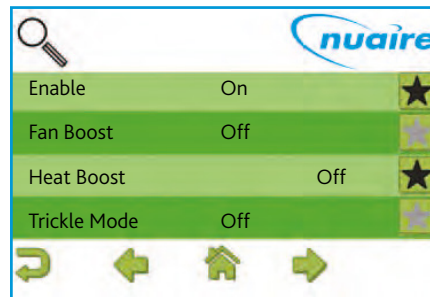 nuaire
Enable On
Fan Boost Off
Heat Boost Off
Trickle Mode Off